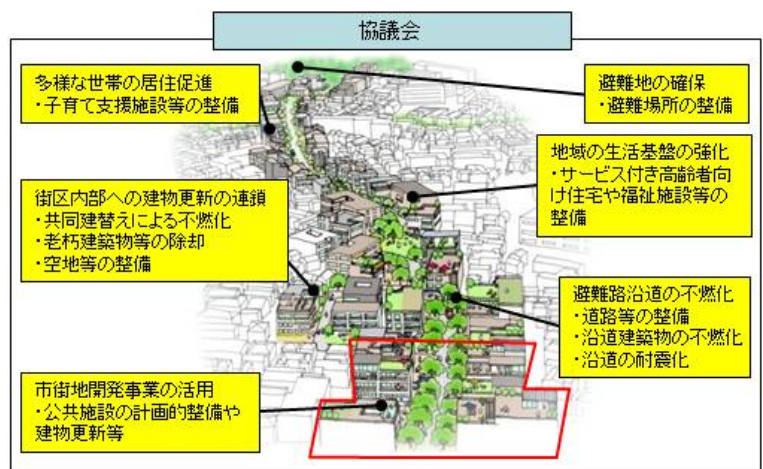 協議会
多様な世帯の居住促進
・子育て支援施設等の整備
避難地の確保
・避難場所の整備
地域の生活基盤の強化
・サービス付き高齢者向
け住宅や福祉施設等の
整備
街区内部への建物更新の連鎖
・共同建替えによる不燃化
・老朽建築物等の除却
・空地等の整備
避難路沿道の不燃化
・道路等の整備
・沿道建築物の不燃化
・沿道の耐震化
市街地開発事業の活用
・公共施設の計画的整備や
建物更新等